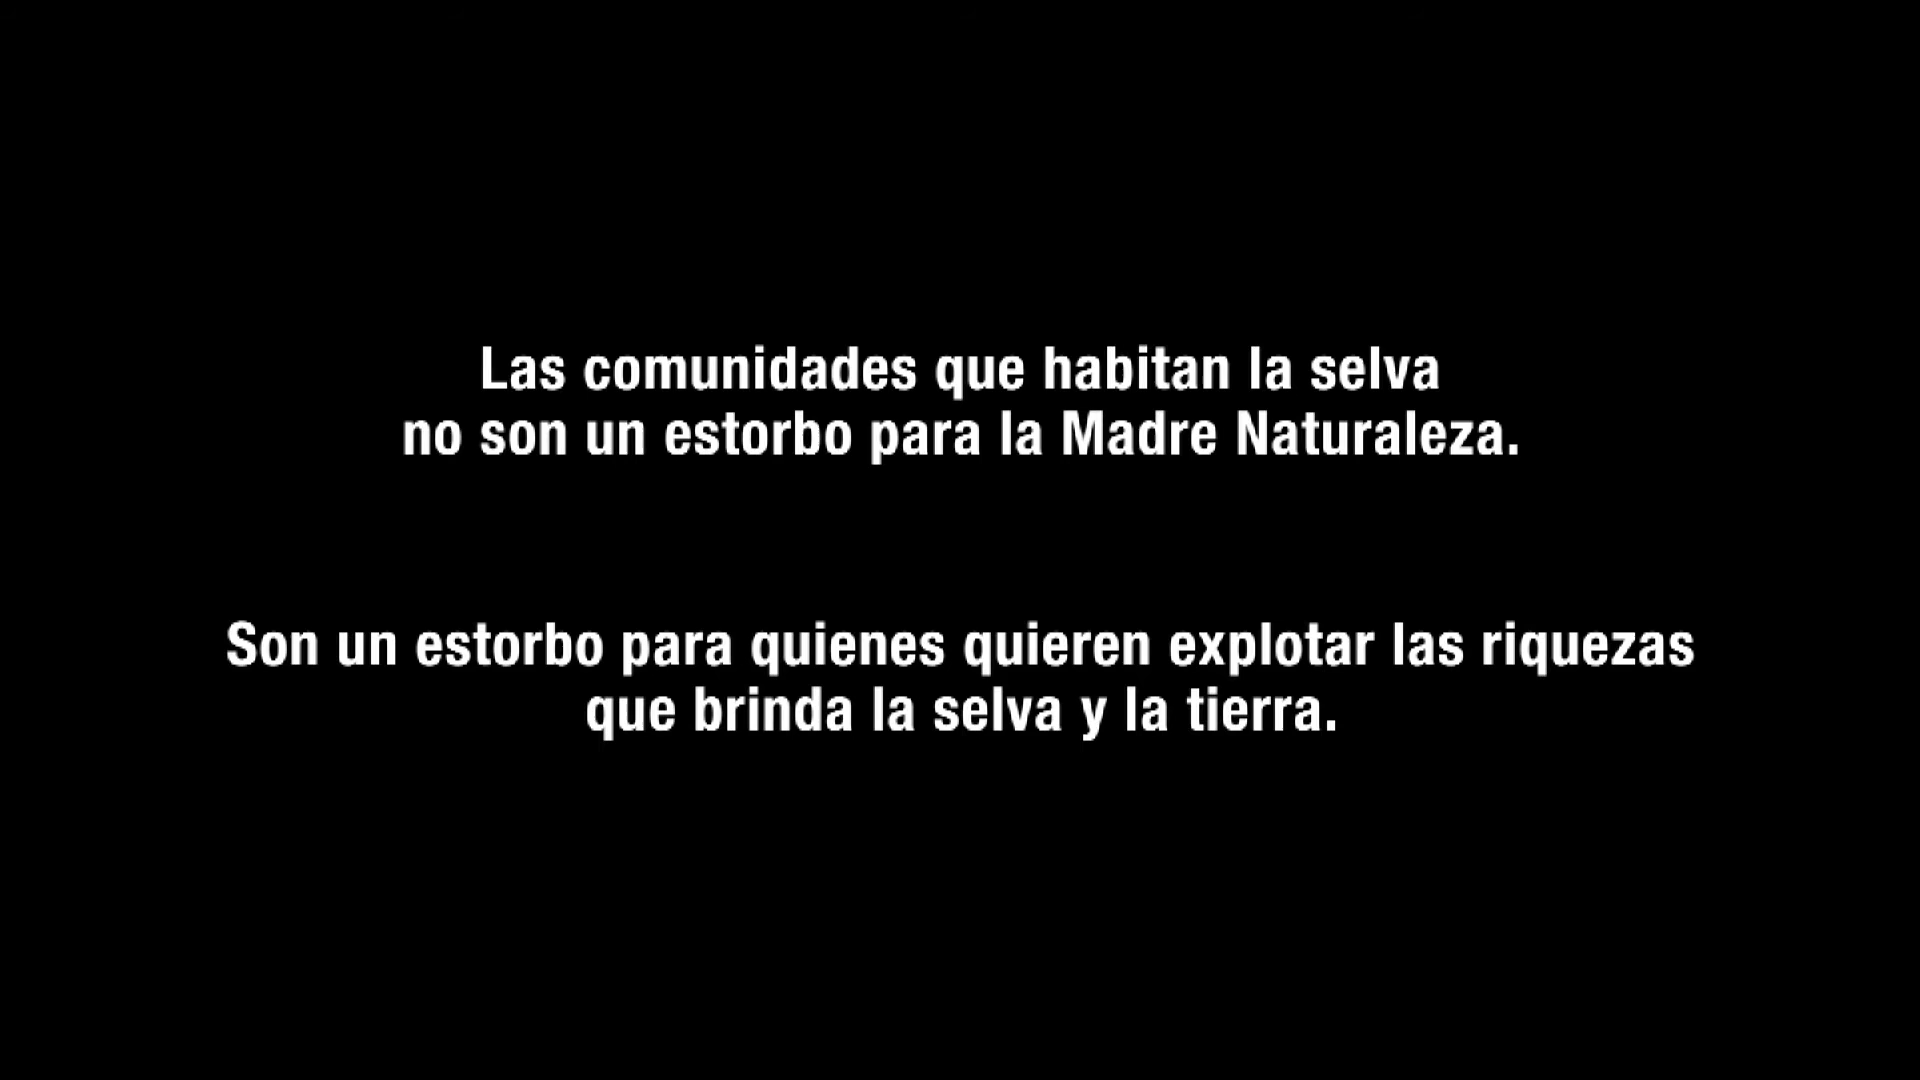 Las comunidades que habitan la selva
no son un estorbo para la Madre Naturaleza.
Son un estorbo para quienes quieren explotar las riquezas
que brinda la selva y la tierra.